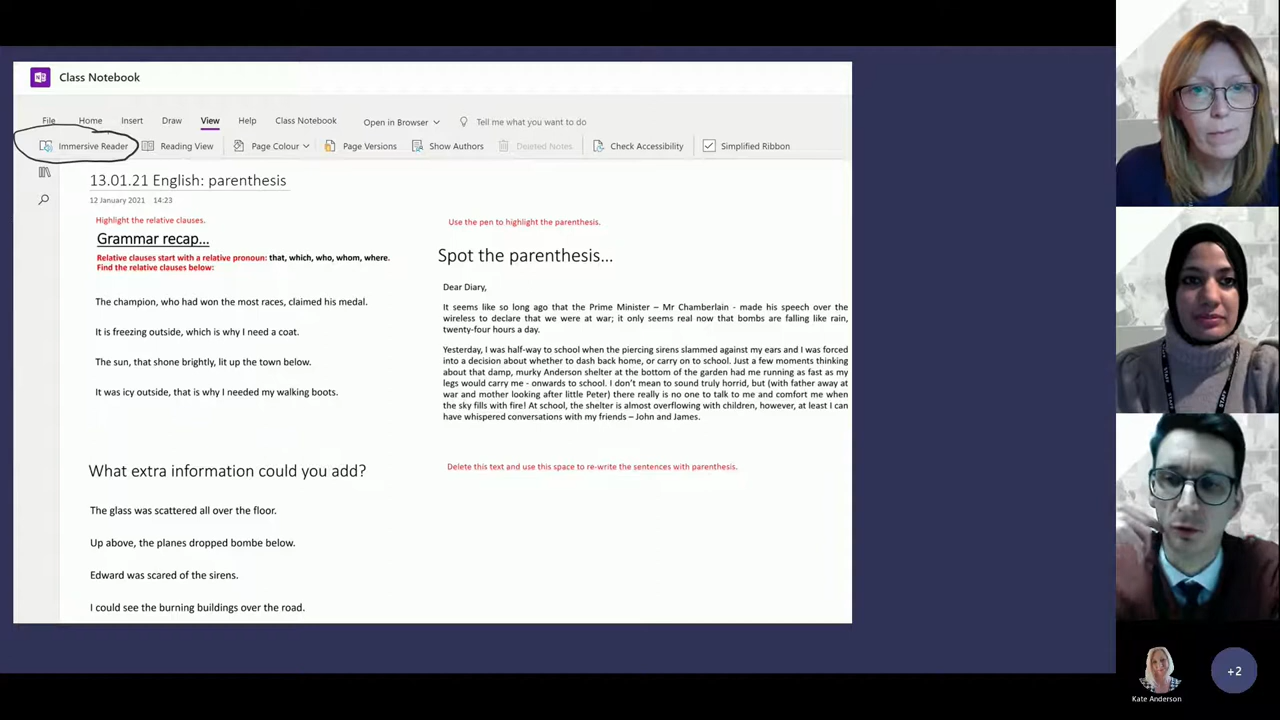 Class Notebook
File Home Insert Draw View Help Class Notebook Open in Browser Tell me what you want to do
Immersive Reader Reading View Page Colour Page Versions Show Authors Deleted Notes Check Accessibility Simplified Ribbon
13.01.21 English: parenthesis
12 January 2021 14:23
Highlight the relative clauses.
Grammar recap...
Relative clauses start with a relative pronoun: that, which, who, whom, where.
Find the relative clauses below:
The champion, who had won the most races, claimed his medal.
It is freezing outside, which is why I need a coat.
The sun, that shone brightly, lit up the town below.
It was icy outside, that is why I needed my walking boots.
What extra information could you add?
The glass was scattered all over the floor.
Up above, the planes dropped bombe below.
Edward was scared of the sirens.
I could see the burning buildings over the road.
Use the pen to highlight the parenthesis.
Spot the parenthesis...
Dear Diary,
It seems like so long ago that the Prime Minister – Mr Chamberlain - made his speech over the
wireless to declare that we were at war; it only seems real now that bombs are falling like rain,
twenty-four hours a day.
Yesterday, I was half-way to school when the piercing sirens slammed against my ears and I was forced
into a decision about whether to dash back home, or carry on to school. Just a few moments thinking
about that damp, murky Anderson shelter at the bottom of the garden had me running as fast as my
legs would carry me - onwards to school. I don't mean to sound truly horrid, but (with father away at
war and mother looking after little Peter) there really is no one to talk to me and comfort me when
the sky fills with fire! At school, the shelter is almost overflowing with children, however, at least I can
have whispered conversations with my friends – John and James.
Delete this text and use this space to re-write the sentences with parenthesis.
Kate Anderson
+2